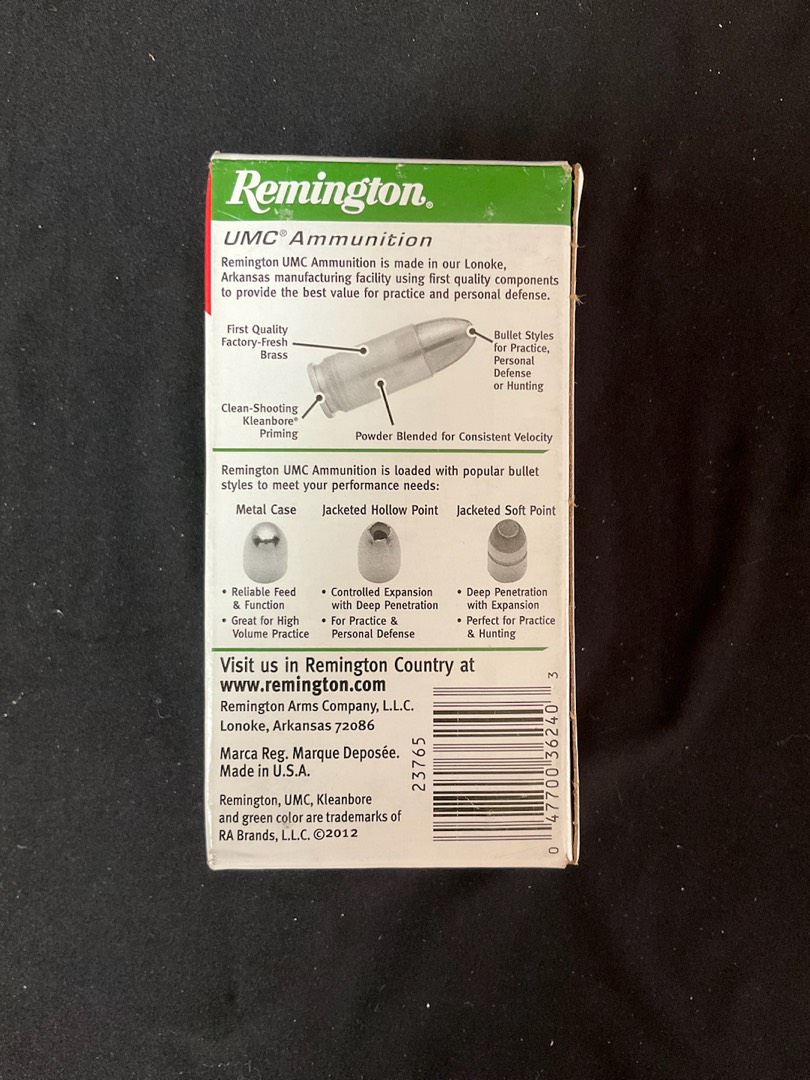 Remington®
UMC® Ammunition
Remington UMC Ammunition is made in our Lonoke,
Arkansas manufacturing facility using first quality components
to provide the best value for practice and personal defense.
First Quality
Factory-Fresh
Brass
Bullet Styles
for Practice,
Personal
Defense
or Hunting
Clean-Shooting
Kleanbore®
Priming
Powder Blended for Consistent Velocity
Remington UMC Ammunition is loaded with popular bullet
styles to meet your performance needs:
Metal Case
• Reliable Feed
& Function
• Great for High
Volume Practice
Jacketed Hollow Point
• Controlled Expansion
with Deep Penetration
• For Practice &
Personal Defense
Jacketed Soft Point
• Deep Penetration
with Expansion
• Perfect for Practice
& Hunting
Visit us in Remington Country at
www.remington.com
Remington Arms Company, L.L.C.
Lonoke, Arkansas 72086
Marca Reg. Marque Deposée.
Made in U.S.A.
Remington, UMC, Kleanbore
and green color are trademarks of
RA Brands, L.L.C. ©2012
23765
0 47700 36240 3